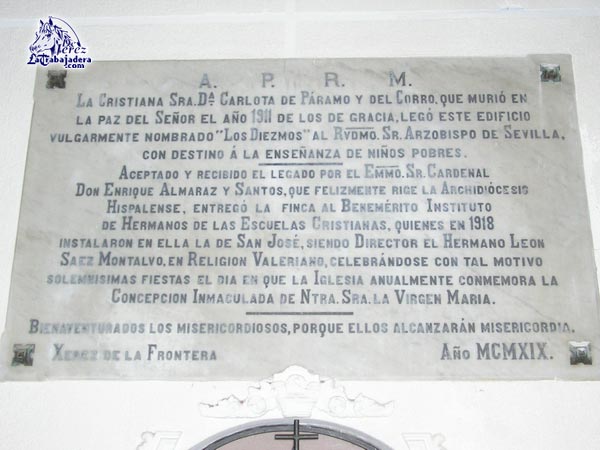 Jerez
LaTrabajadera
.com
A. P. R. M.
La Cristiana Sra. Dª Carlota de Páramo y del Corro, que murió en
la paz del Señor el año 1911 de los de gracia, legó este edificio
vulgarmente nombrado "Los Diezmos" al Rvdmo. Sr. Arzobispo de Sevilla,
con destino á la enseñanza de niños pobres.
Aceptado y recibido el legado por el Emmo. Sr. Cardenal
Don Enrique Almaraz y Santos, que felizmente rige la Archidiócesis
Hispalense, entregó la finca al Benemérito Instituto
de Hermanos de las Escuelas Cristianas, quienes en 1918
instalaron en ella la de San José, siendo Director el Hermano Leon
Saez Montalvo, en Religion Valeriano, celebrándose con tal motivo
solemnisimas fiestas el dia en que la Iglesia anualmente conmemora la
Concepcion Inmaculada de Ntra. Sra. la Virgen Maria.
Bienaventurados los misericordiosos, porque ellos alcanzarán misericordia.
Xerez de la Frontera Año MCMXIX.